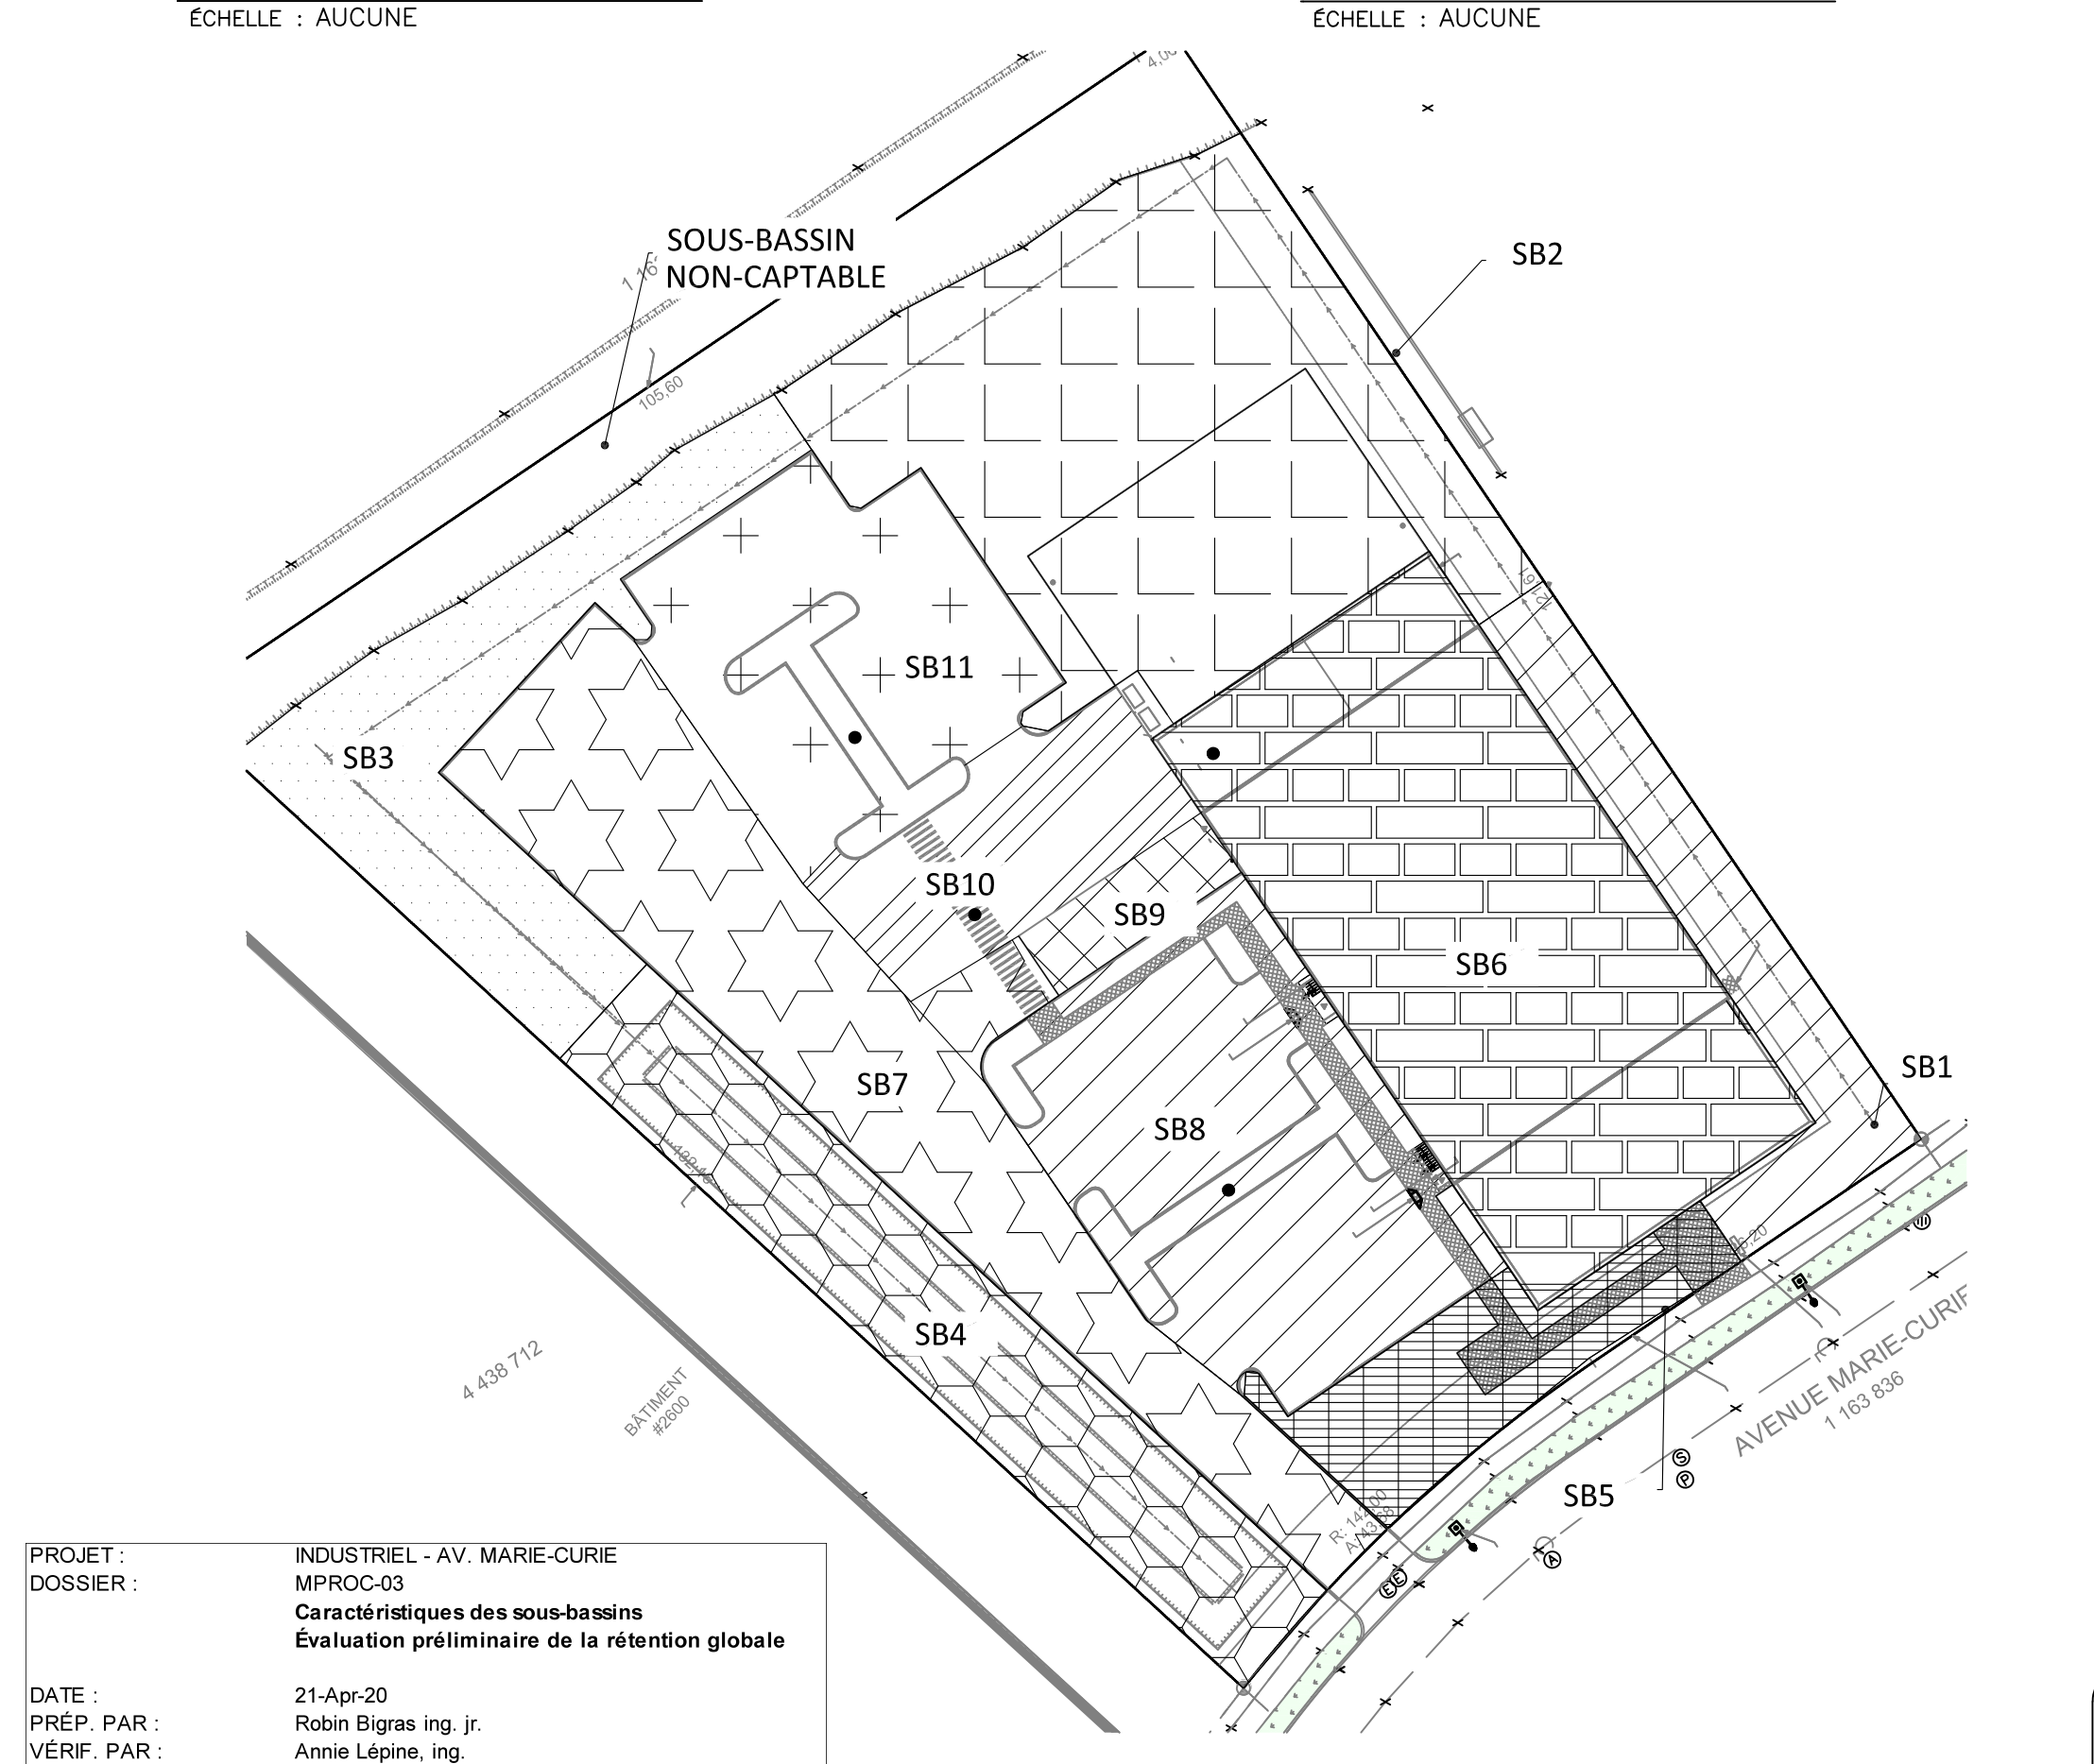 ÉCHELLE : AUCUNE
ÉCHELLE : AUCUNE
SOUS-BASSIN
NON-CAPTABLE
SB2
105,60
SB11
SB3
SB10
SB9
SB6
SB1
SB7
SB8
SB4
SB5
4 438 712
BÂTIMENT
#2600
R: 142,00
AVENUE MARIE-CURIE
1 163 836
S
P
A
E E
PROJET : INDUSTRIEL - AV. MARIE-CURIE
DOSSIER : MPROC-03
Caractéristiques des sous-bassins
Évaluation préliminaire de la rétention globale
DATE : 21-Apr-20
PRÉP. PAR : Robin Bigras ing. jr.
VÉRIF. PAR : Annie Lépine, ing.